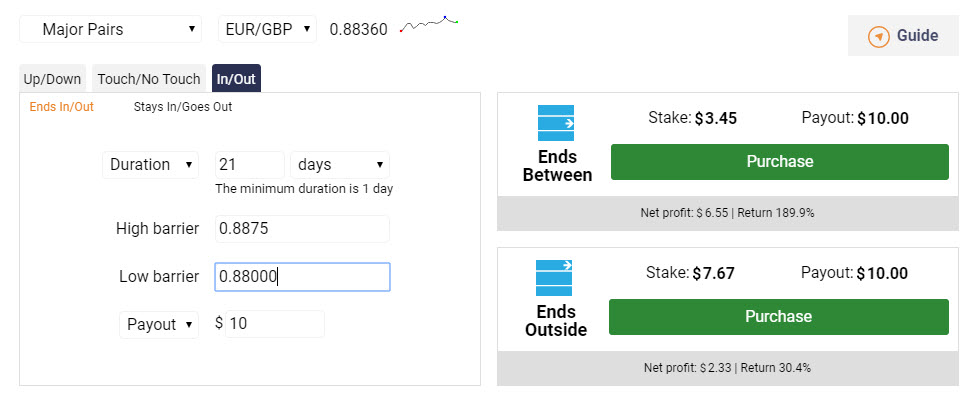 Major Pairs EUR/GBP 0.88360
Guide
Up/Down Touch/No Touch In/Out
Ends In/Out Stays In/Goes Out
Duration 21 days
The minimum duration is 1 day
High barrier 0.8875
Low barrier 0.88000
Payout $ 10
Ends
Between
Stake: $3.45 Payout: $10.00
Purchase
Net profit: $ 6.55 | Return 189.9%
Ends
Outside
Stake: $7.67 Payout: $10.00
Purchase
Net profit: $ 2.33 | Return 30.4%